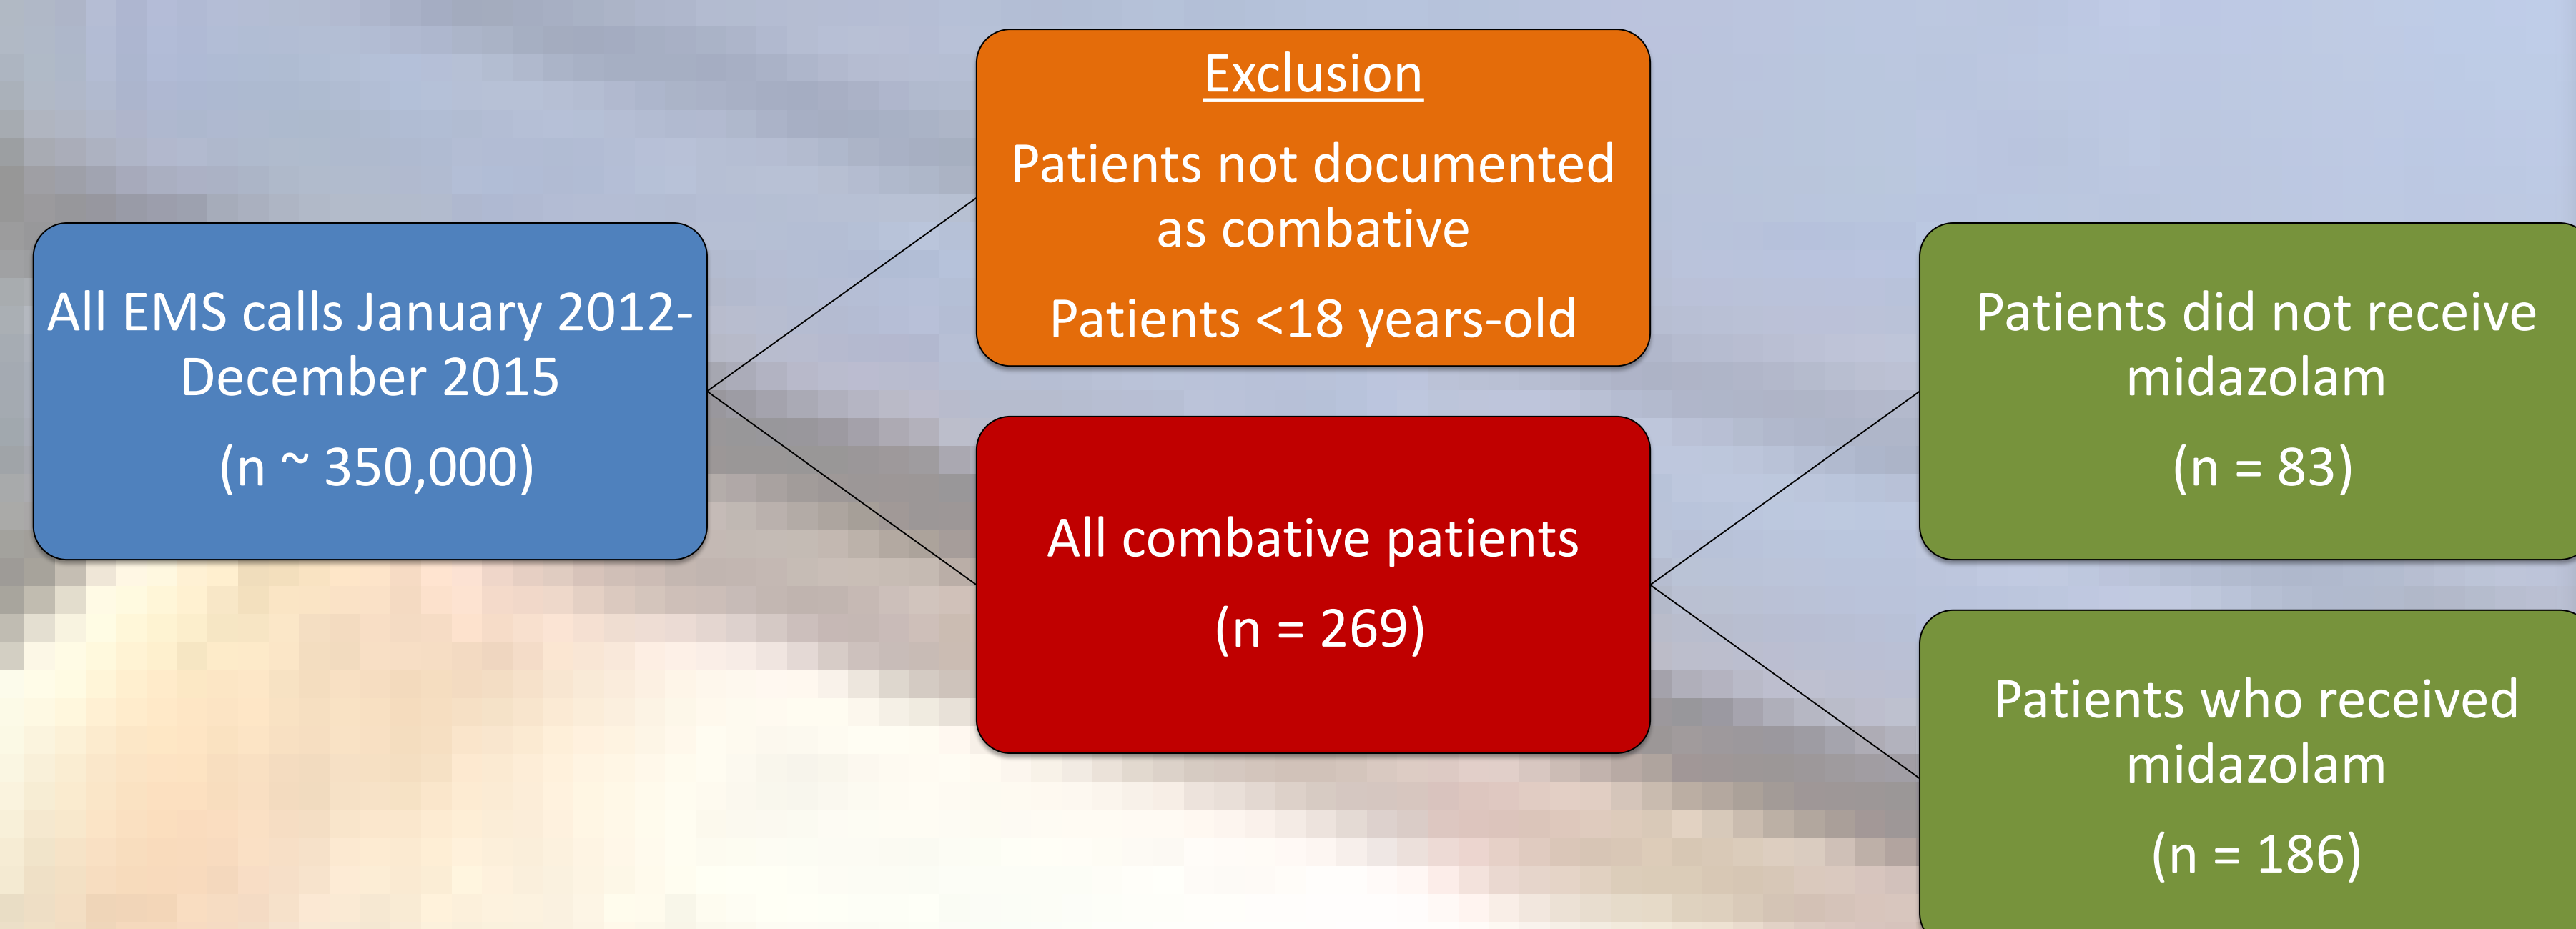 All EMS calls January 2012-
December 2015
(n ~ 350,000)
Exclusion
Patients not documented
as combative
Patients <18 years-old
All combative patients
(n = 269)
Patients did not receive
midazolam
(n = 83)
Patients who received
midazolam
(n = 186)